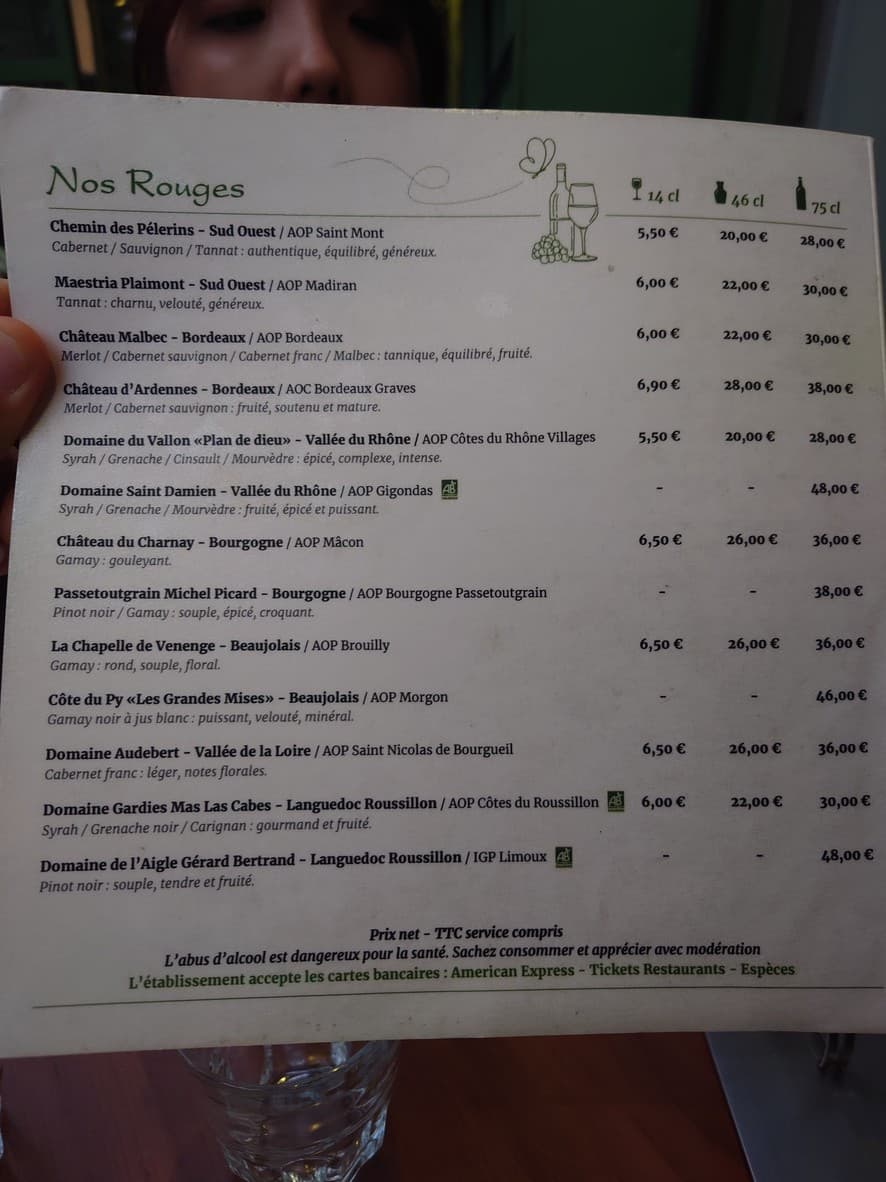 Nos Rouges 14 cl 46 cl 75 cl
Chemin des Pélerins – Sud Ouest / AOP Saint Mont 5,50 € 20,00 € 28,00 €
Cabernet / Sauvignon / Tannat : authentique, équilibré, généreux.
Maestria Plaimont – Sud Ouest / AOP Madiran 6,00 € 22,00 € 30,00 €
Tannat : charnu, velouté, généreux.
Château Malbec – Bordeaux / AOP Bordeaux 6,00 € 22,00 € 30,00 €
Merlot / Cabernet sauvignon / Cabernet franc / Malbec : tannique, équilibré, fruité.
Château d'Ardennes – Bordeaux / AOC Bordeaux Graves 6,90 € 28,00 € 38,00 €
Merlot / Cabernet sauvignon : fruité, soutenu et mature.
Domaine du Vallon «Plan de dieu» – Vallée du Rhône / AOP Côtes du Rhône Villages 5,50 € 20,00 € 28,00 €
Syrah / Grenache / Cinsault / Mourvèdre : épicé, complexe, intense.
Domaine Saint Damien – Vallée du Rhône / AOP Gigondas AB - - 48,00 €
Syrah / Grenache / Mourvèdre : fruité, épicé et puissant.
Château du Charnay – Bourgogne / AOP Mâcon 6,50 € 26,00 € 36,00 €
Gamay : gouleyant.
Passetoutgrain Michel Picard – Bourgogne / AOP Bourgogne Passetoutgrain - - 38,00 €
Pinot noir / Gamay : souple, épicé, croquant.
La Chapelle de Venenge – Beaujolais / AOP Brouilly 6,50 € 26,00 € 36,00 €
Gamay : rond, souple, floral.
Côte du Py «Les Grandes Mises» – Beaujolais / AOP Morgon - - 46,00 €
Gamay noir à jus blanc : puissant, velouté, minéral.
Domaine Audebert – Vallée de la Loire / AOP Saint Nicolas de Bourgueil 6,50 € 26,00 € 36,00 €
Cabernet franc : léger, notes florales.
Domaine Gardies Mas Las Cabes – Languedoc Roussillon / AOP Côtes du Roussillon AB 6,00 € 22,00 € 30,00 €
Syrah / Grenache noir / Carignan : gourmand et fruité.
Domaine de l'Aigle Gérard Bertrand – Languedoc Roussillon / IGP Limoux AB - - 48,00 €
Pinot noir : souple, tendre et fruité.
Prix net – TTC service compris
L'abus d'alcool est dangereux pour la santé. Sachez consommer et apprécier avec modération
L'établissement accepte les cartes bancaires : American Express – Tickets Restaurants – Espèces